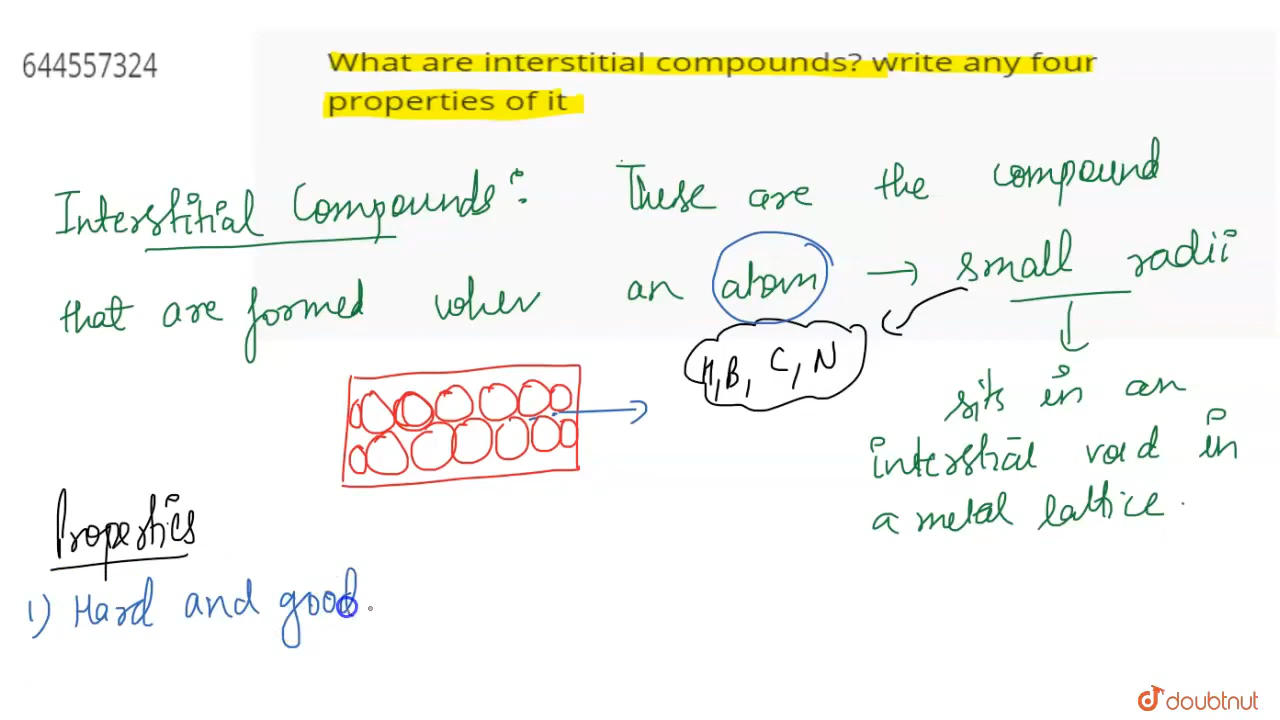 644557324
What are interstitial compounds? write any four
properties of it
Interstitial Compounds: These are the compound
that are formed when an atom → small radii
H, B, C, N
sits in an
interstial void in
a metal lattice.
Properties
1) Hard and good.
doubtnut